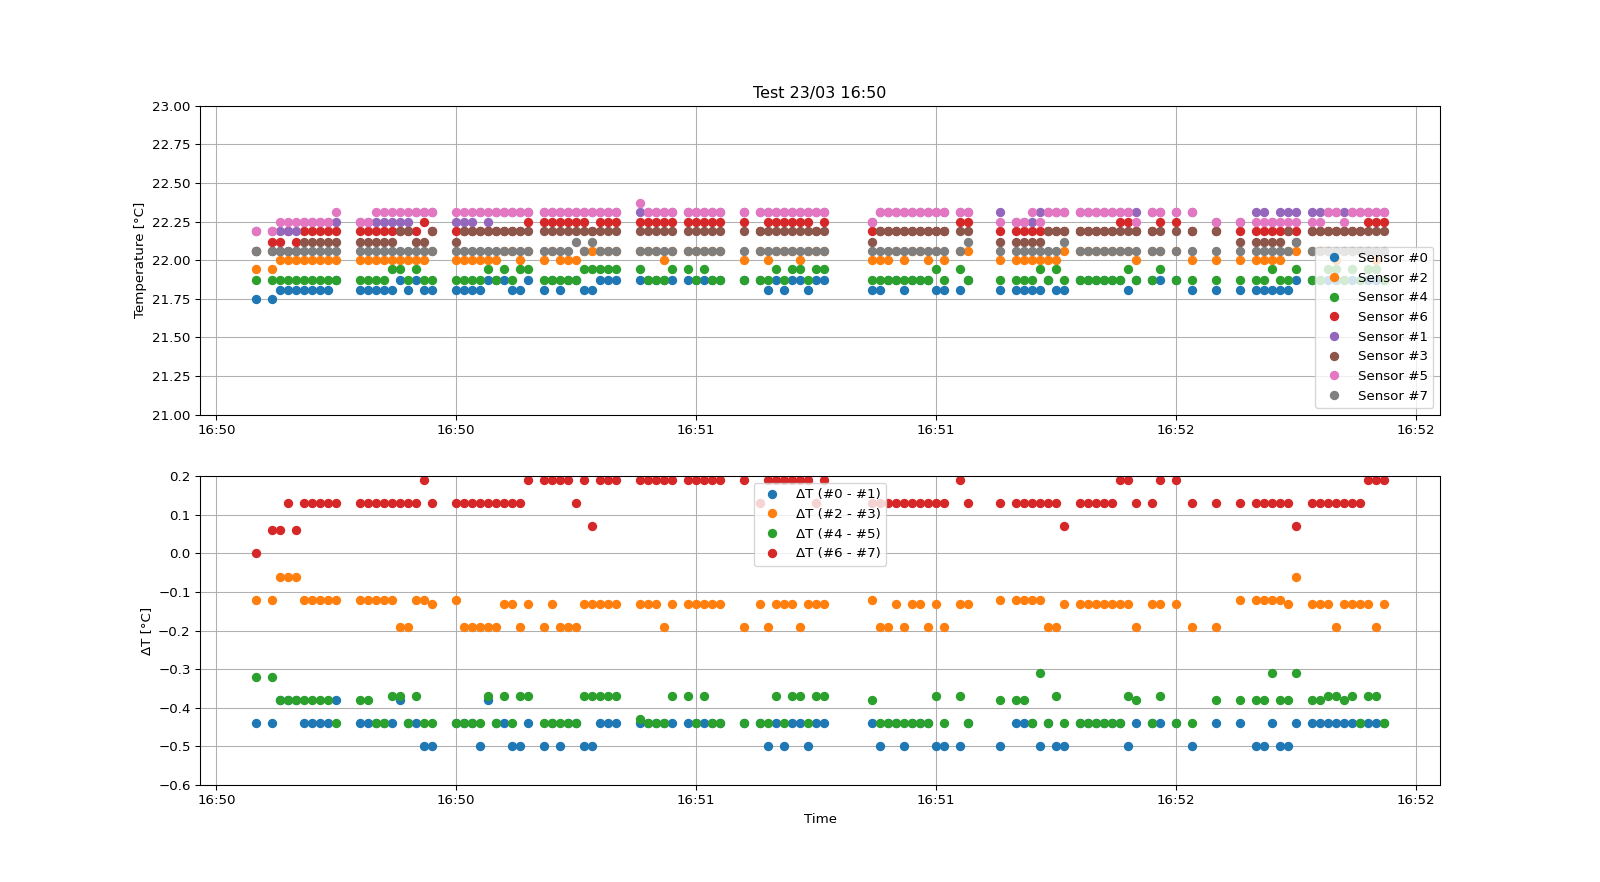 Test 23/03 16:50
Temperature [°C]
23.00
22.75
22.50
22.25
22.00
21.75
21.50
21.25
21.00
16:50 16:50 16:51 16:51 16:52 16:52
Sensor #0
Sensor #2
Sensor #4
Sensor #6
Sensor #1
Sensor #3
Sensor #5
Sensor #7
ΔT [°C]
0.2
0.1
0.0
−0.1
−0.2
−0.3
−0.4
−0.5
−0.6
ΔT (#0 - #1)
ΔT (#2 - #3)
ΔT (#4 - #5)
ΔT (#6 - #7)
16:50 16:50 16:51 16:51 16:52 16:52
Time